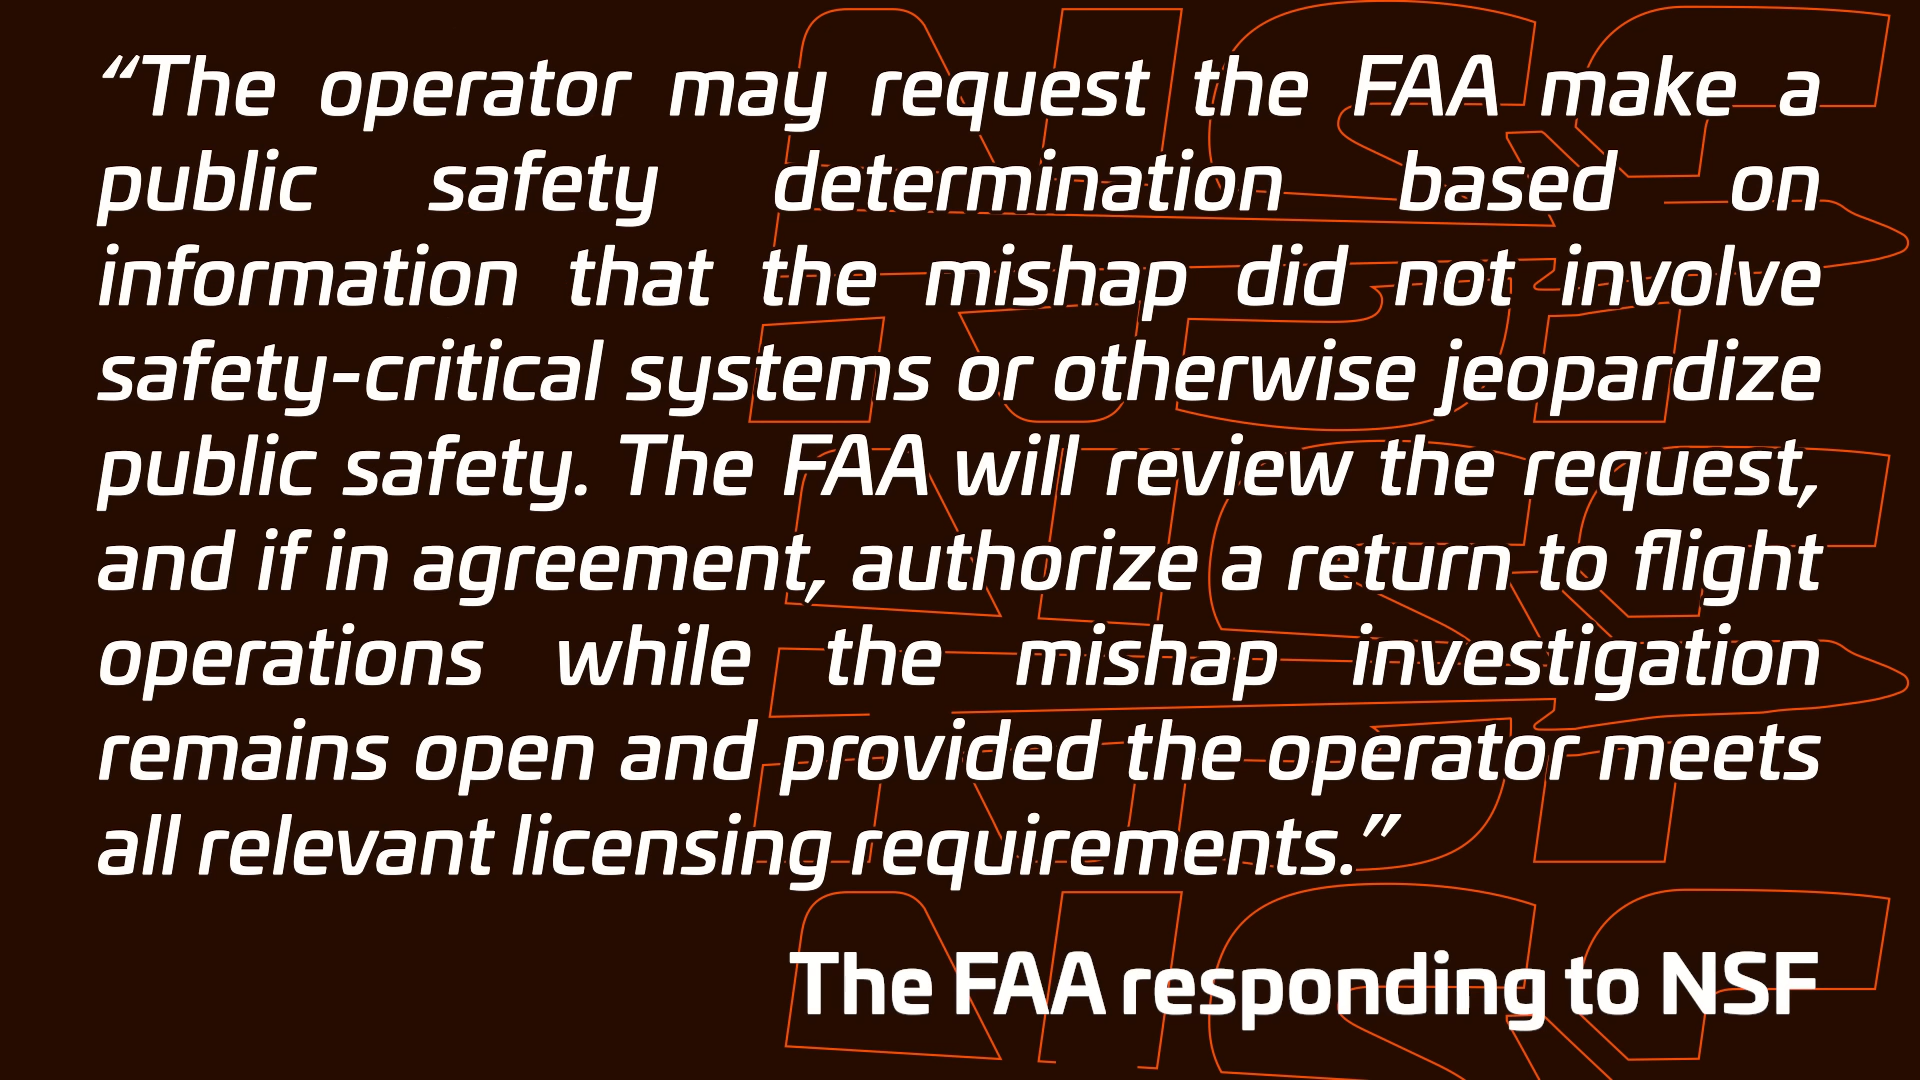 “The operator may request the FAA make a
public safety determination based on
information that the mishap did not involve
safety-critical systems or otherwise jeopardize
public safety. The FAA will review the request,
and if in agreement, authorize a return to flight
operations while the mishap investigation
remains open and provided the operator meets
all relevant licensing requirements.”
The FAA responding to NSF